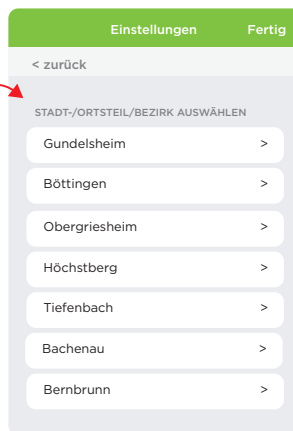 Einstellungen Fertig
< zurück
STADT-/ORTSTEIL/BEZIRK AUSWÄHLEN
Gundelsheim >
Böttingen >
Obergriesheim >
Höchstberg >
Tiefenbach >
Bachenau >
Bernbrunn >